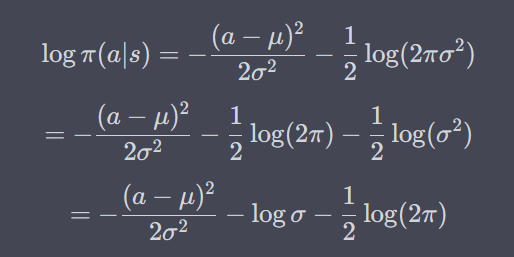 log π(a|s) = −(a − μ)²/2σ² − 1/2 log(2πσ²)
= −(a − μ)²/2σ² − 1/2 log(2π) − 1/2 log(σ²)
= −(a − μ)²/2σ² − log σ − 1/2 log(2π)